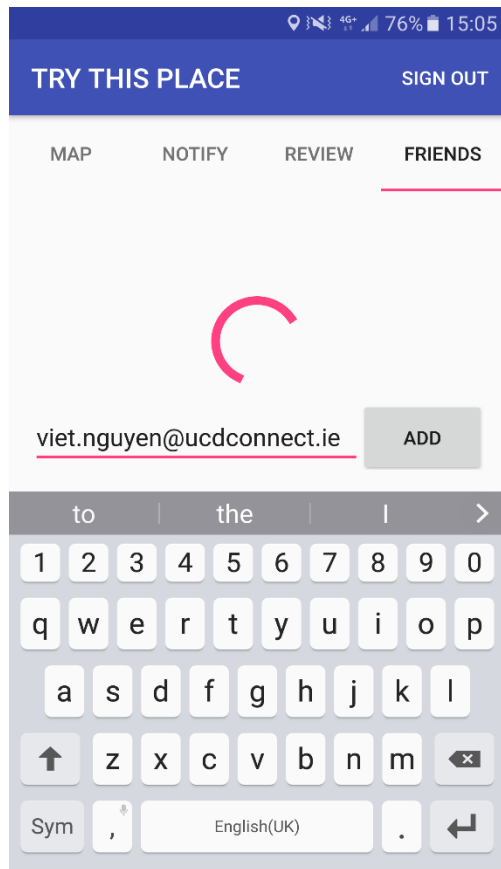 4G+ 76% 15:05
TRY THIS PLACE SIGN OUT
MAP NOTIFY REVIEW FRIENDS
viet.nguyen@ucdconnect.ie ADD
to the I
1 2 3 4 5 6 7 8 9 0
q w e r t y u i o p
a s d f g h j k l
z x c v b n m
Sym , English(UK) .